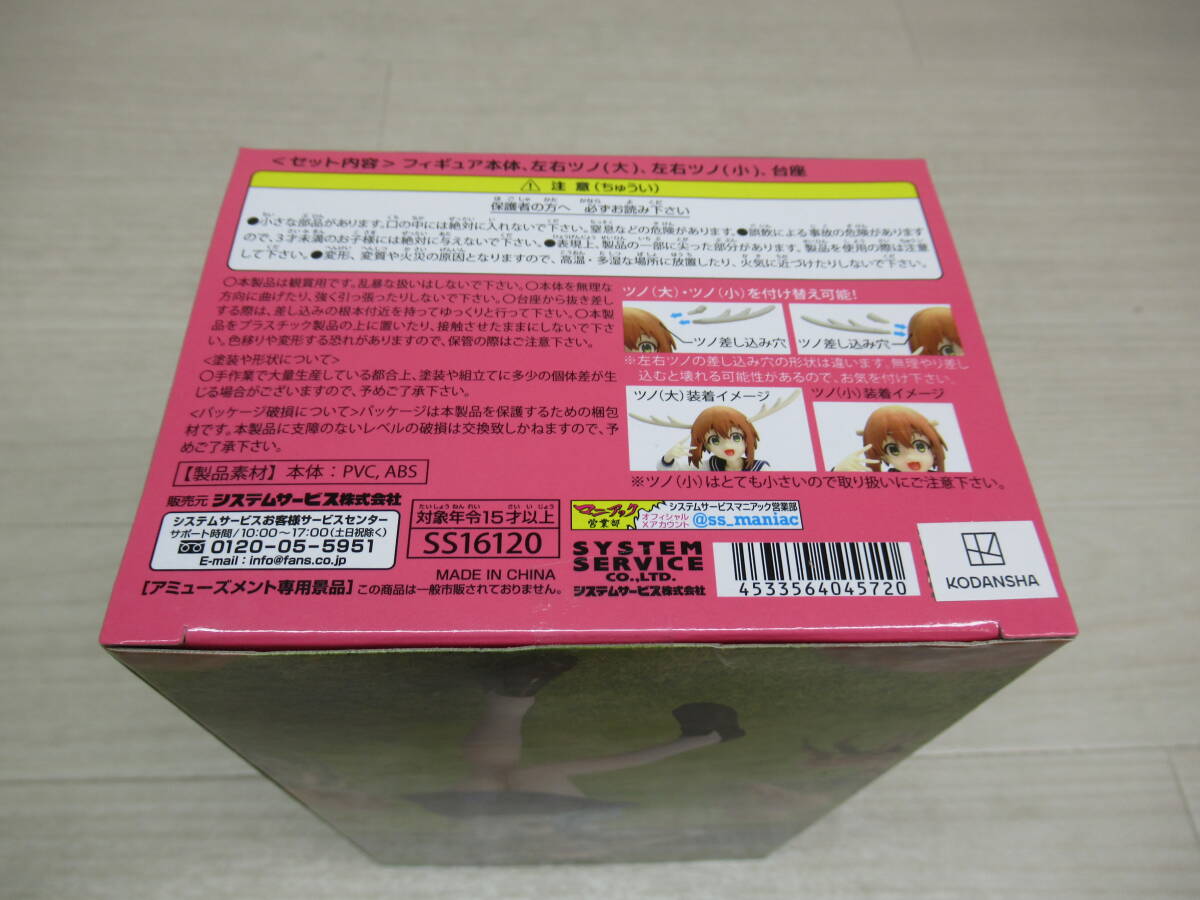 <セット内容>フィギュア本体、左右ツノ(大)、左右ツノ(小)、台座
注意(ちゅうい)
保護者の方へ 必ずお読み下さい
●小さな部品があります。口の中には絶対に入れないで下さい。窒息などの危険があります。●誤飲による事故の危険がありますので、3才未満のお子様には絶対に与えないで下さい。●表現上、製品の一部に尖った部分があります。製品を使用の際は注意して下さい。●変形、変質や火災の原因となりますので、高温・多湿な場所に放置したり、火気に近づけたりしないで下さい。
○本製品は観賞用です。乱暴な扱いはしないで下さい。○本体を無理な
方向に曲げたり、強く引っ張ったりしないで下さい。○台座から抜き差し
する際は、差し込みの根本付近を持ってゆっくりと行って下さい。○本製
品をプラスチック製品の上に置いたり、接触させたままにしないで下さ
い。色移りや変形する恐れがありますので、保管の際はご注意下さい。
<塗装や形状について>
○手作業で大量生産している都合上、塗装や組立てに多少の個体差が生
じる場合がございますので、予めご了承下さい。
<パッケージ破損について>パッケージは本製品を保護するための梱包
材です。本製品に支障のないレベルの破損は交換致しかねますので、予
めご了承下さい。
【製品素材】本体:PVC, ABS
販売元 システムサービス株式会社
システムサービスお客様サービスセンター
サポート時間/10:00〜17:00(土日祝除く)
0120-05-5951
E-mail : info@fans.co.jp
【アミューズメント専用景品】この商品は一般市販されておりません。
対象年令15才以上
SS16120
MADE IN CHINA
ツノ(大)・ツノ(小)を付け替え可能!
ツノ差し込み穴
ツノ差し込み穴
※左右ツノの差し込み穴の形状は違います。無理やり差し
込むと壊れる可能性があるので、お気を付け下さい。
ツノ(大)装着イメージ
ツノ(小)装着イメージ
※ツノ(小)はとても小さいので取り扱いにご注意下さい。
マニアック
営業部
オフィシャル
Xアカウント
システムサービスマニアック営業部
@ss_maniac
SYSTEM
SERVICE
CO.,LTD.
システムサービス株式会社
4533564045720
KODANSHA